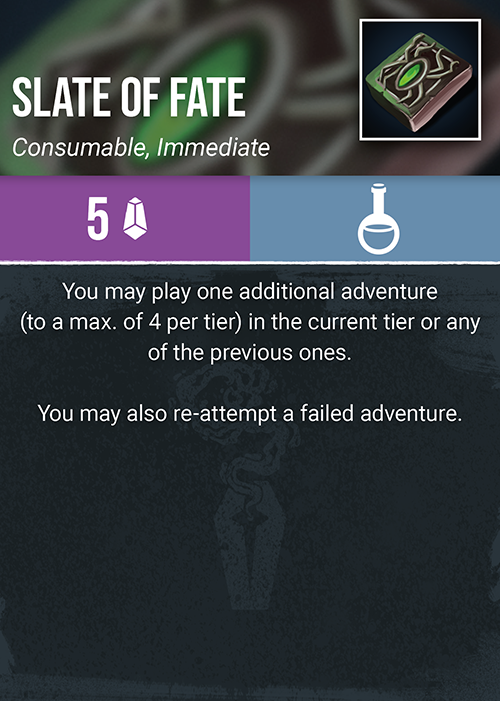 SLATE OF FATE
Consumable, Immediate
5
You may play one additional adventure
(to a max. of 4 per tier) in the current tier or any
of the previous ones.
You may also re-attempt a failed adventure.